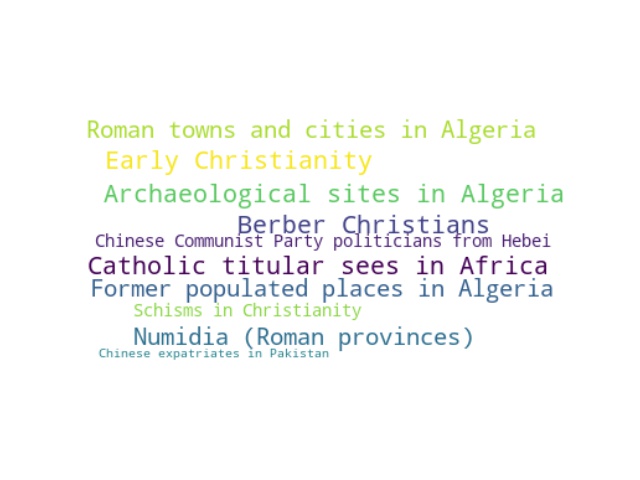 Roman towns and cities in Algeria
Early Christianity
Archaeological sites in Algeria
Berber Christians
Chinese Communist Party politicians from Hebei
Catholic titular sees in Africa
Former populated places in Algeria
Schisms in Christianity
Numidia (Roman provinces)
Chinese expatriates in Pakistan